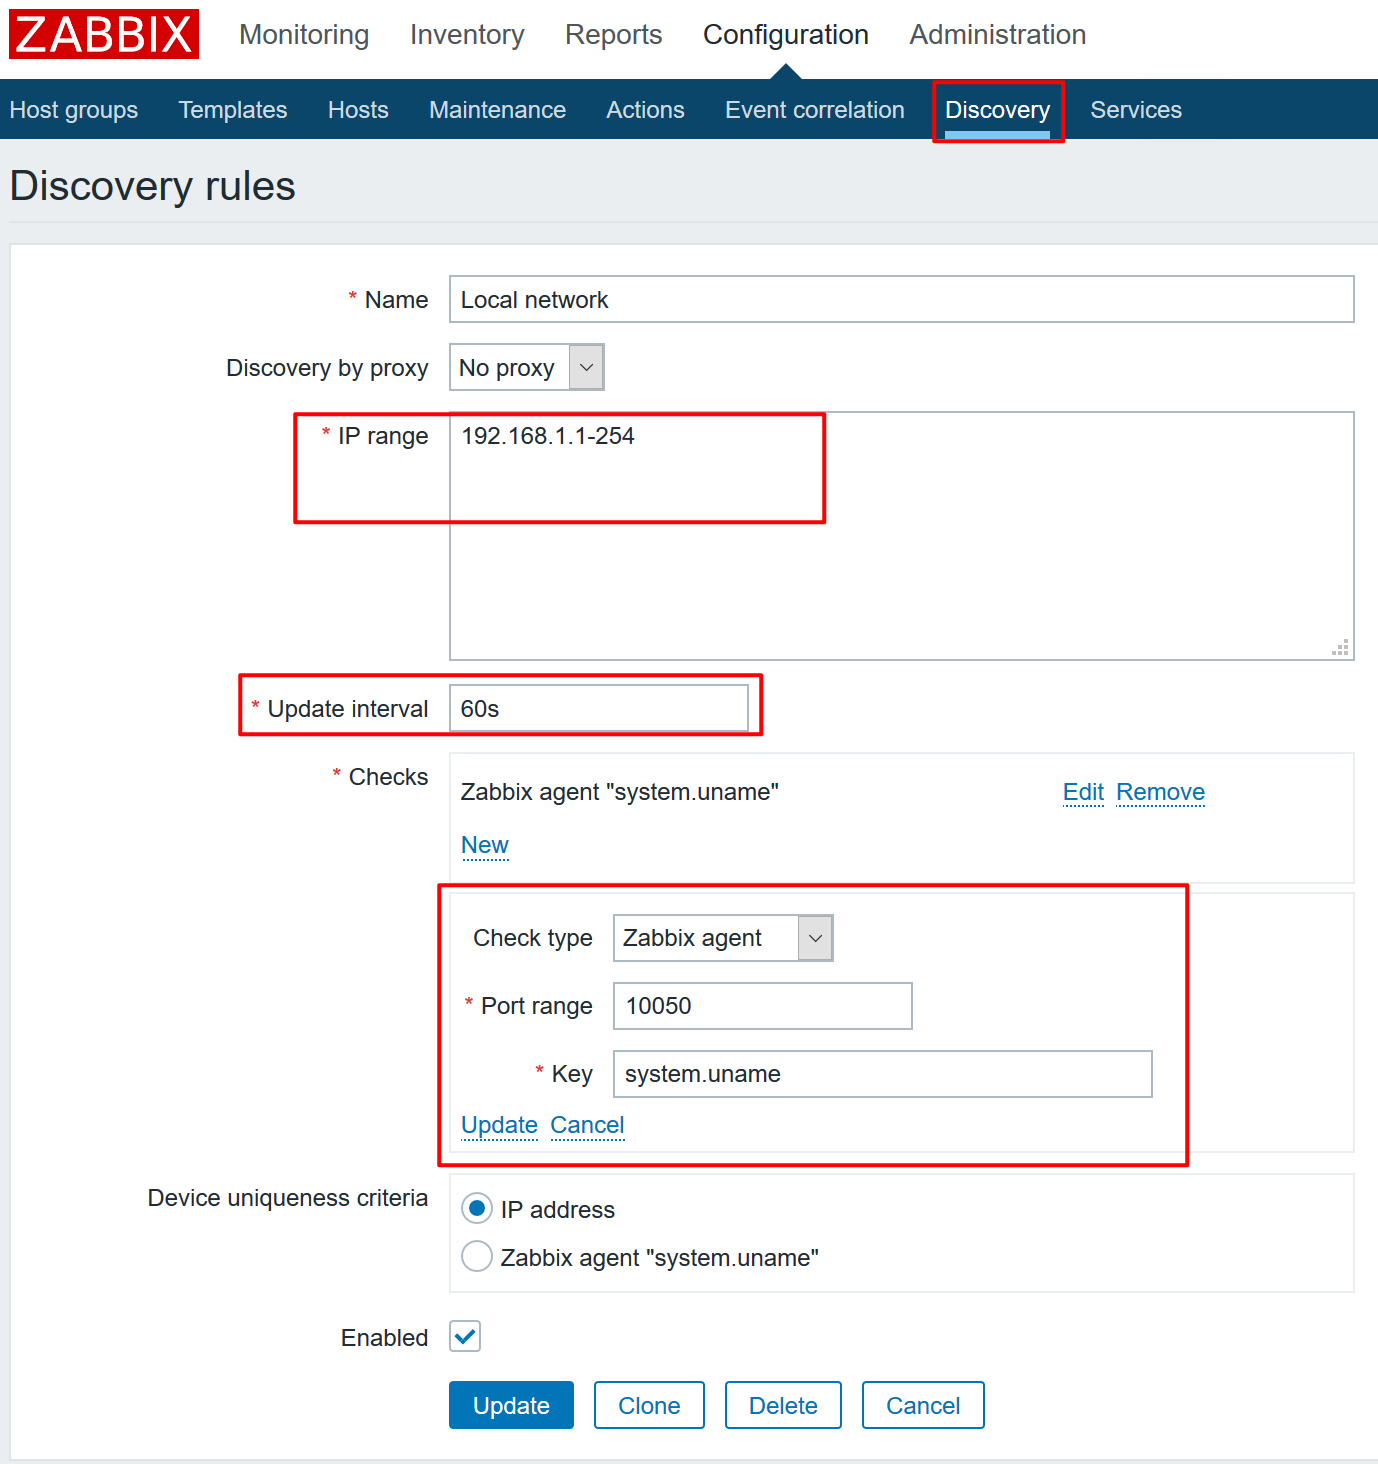 ZABBIX Monitoring Inventory Reports Configuration Administration
Host groups Templates Hosts Maintenance Actions Event correlation Discovery Services
Discovery rules
* Name Local network
Discovery by proxy No proxy
* IP range 192.168.1.1-254
* Update interval 60s
* Checks
Zabbix agent "system.uname" Edit Remove
New
Check type Zabbix agent
* Port range 10050
* Key system.uname
Update Cancel
Device uniqueness criteria
IP address
Zabbix agent "system.uname"
Enabled
Update Clone Delete Cancel